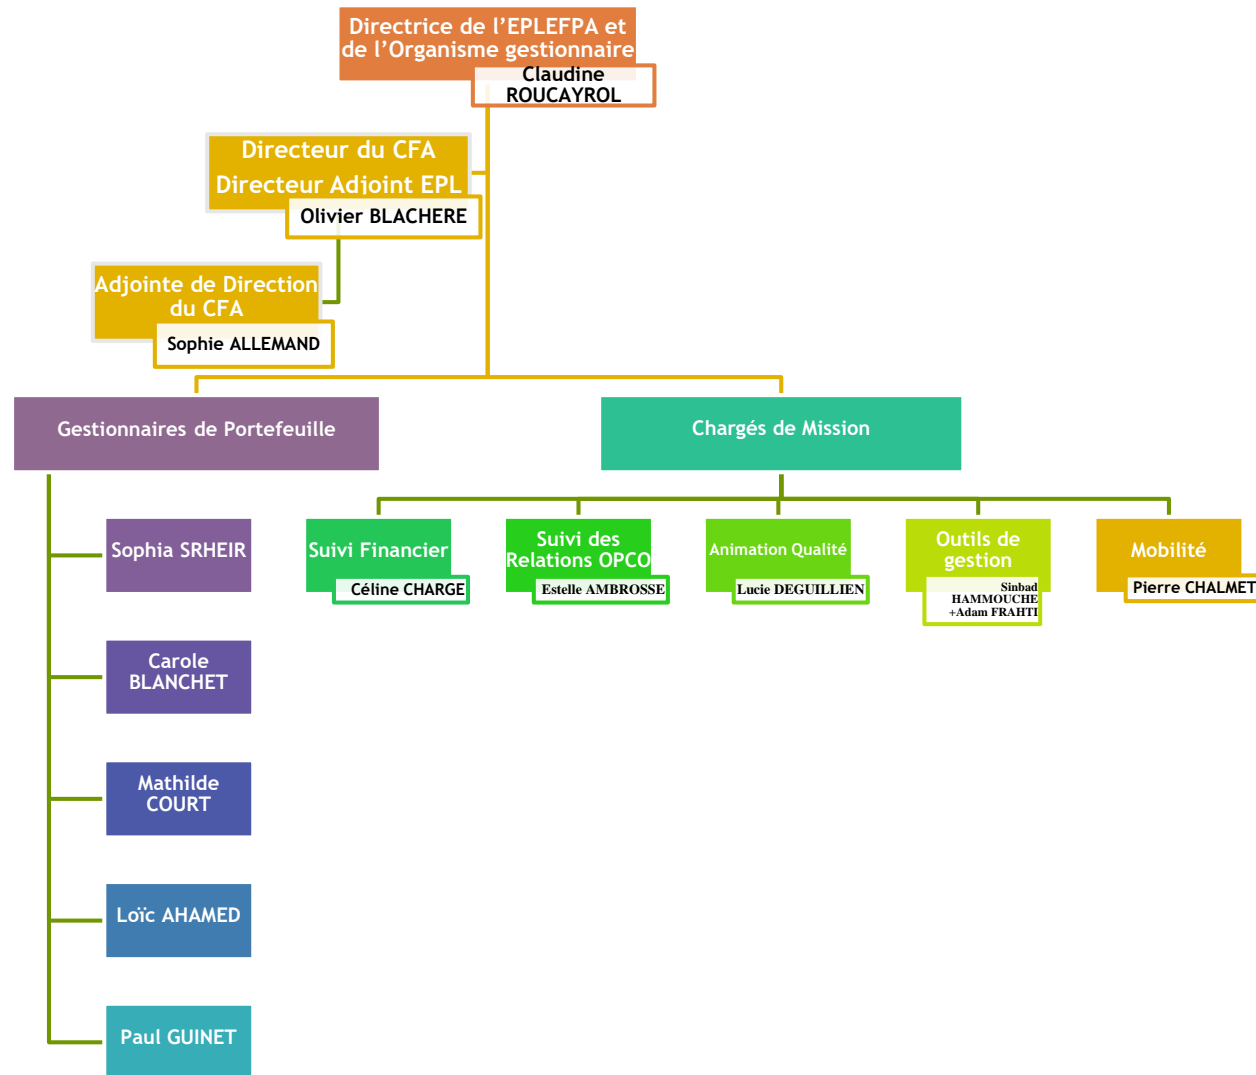 Directrice de l’EPLEFPA et
de l’Organisme gestionnaire
Claudine
ROUCAYROL
Directeur du CFA
Directeur Adjoint EPL
Olivier BLACHERE
Adjointe de Direction
du CFA
Sophie ALLEMAND
Gestionnaires de Portefeuille
Chargés de Mission
Sophia SRHEIR
Carole
BLANCHET
Mathilde
COURT
Loïc AHAMED
Paul GUINET
Suivi Financier
Céline CHARGE
Suivi des
Relations OPCO
Estelle AMBROSSE
Animation Qualité
Lucie DEGUILLIEN
Outils de
gestion
Sinbad
HAMMOUCHE
+Adam FRAHTI
Mobilité
Pierre CHALMET